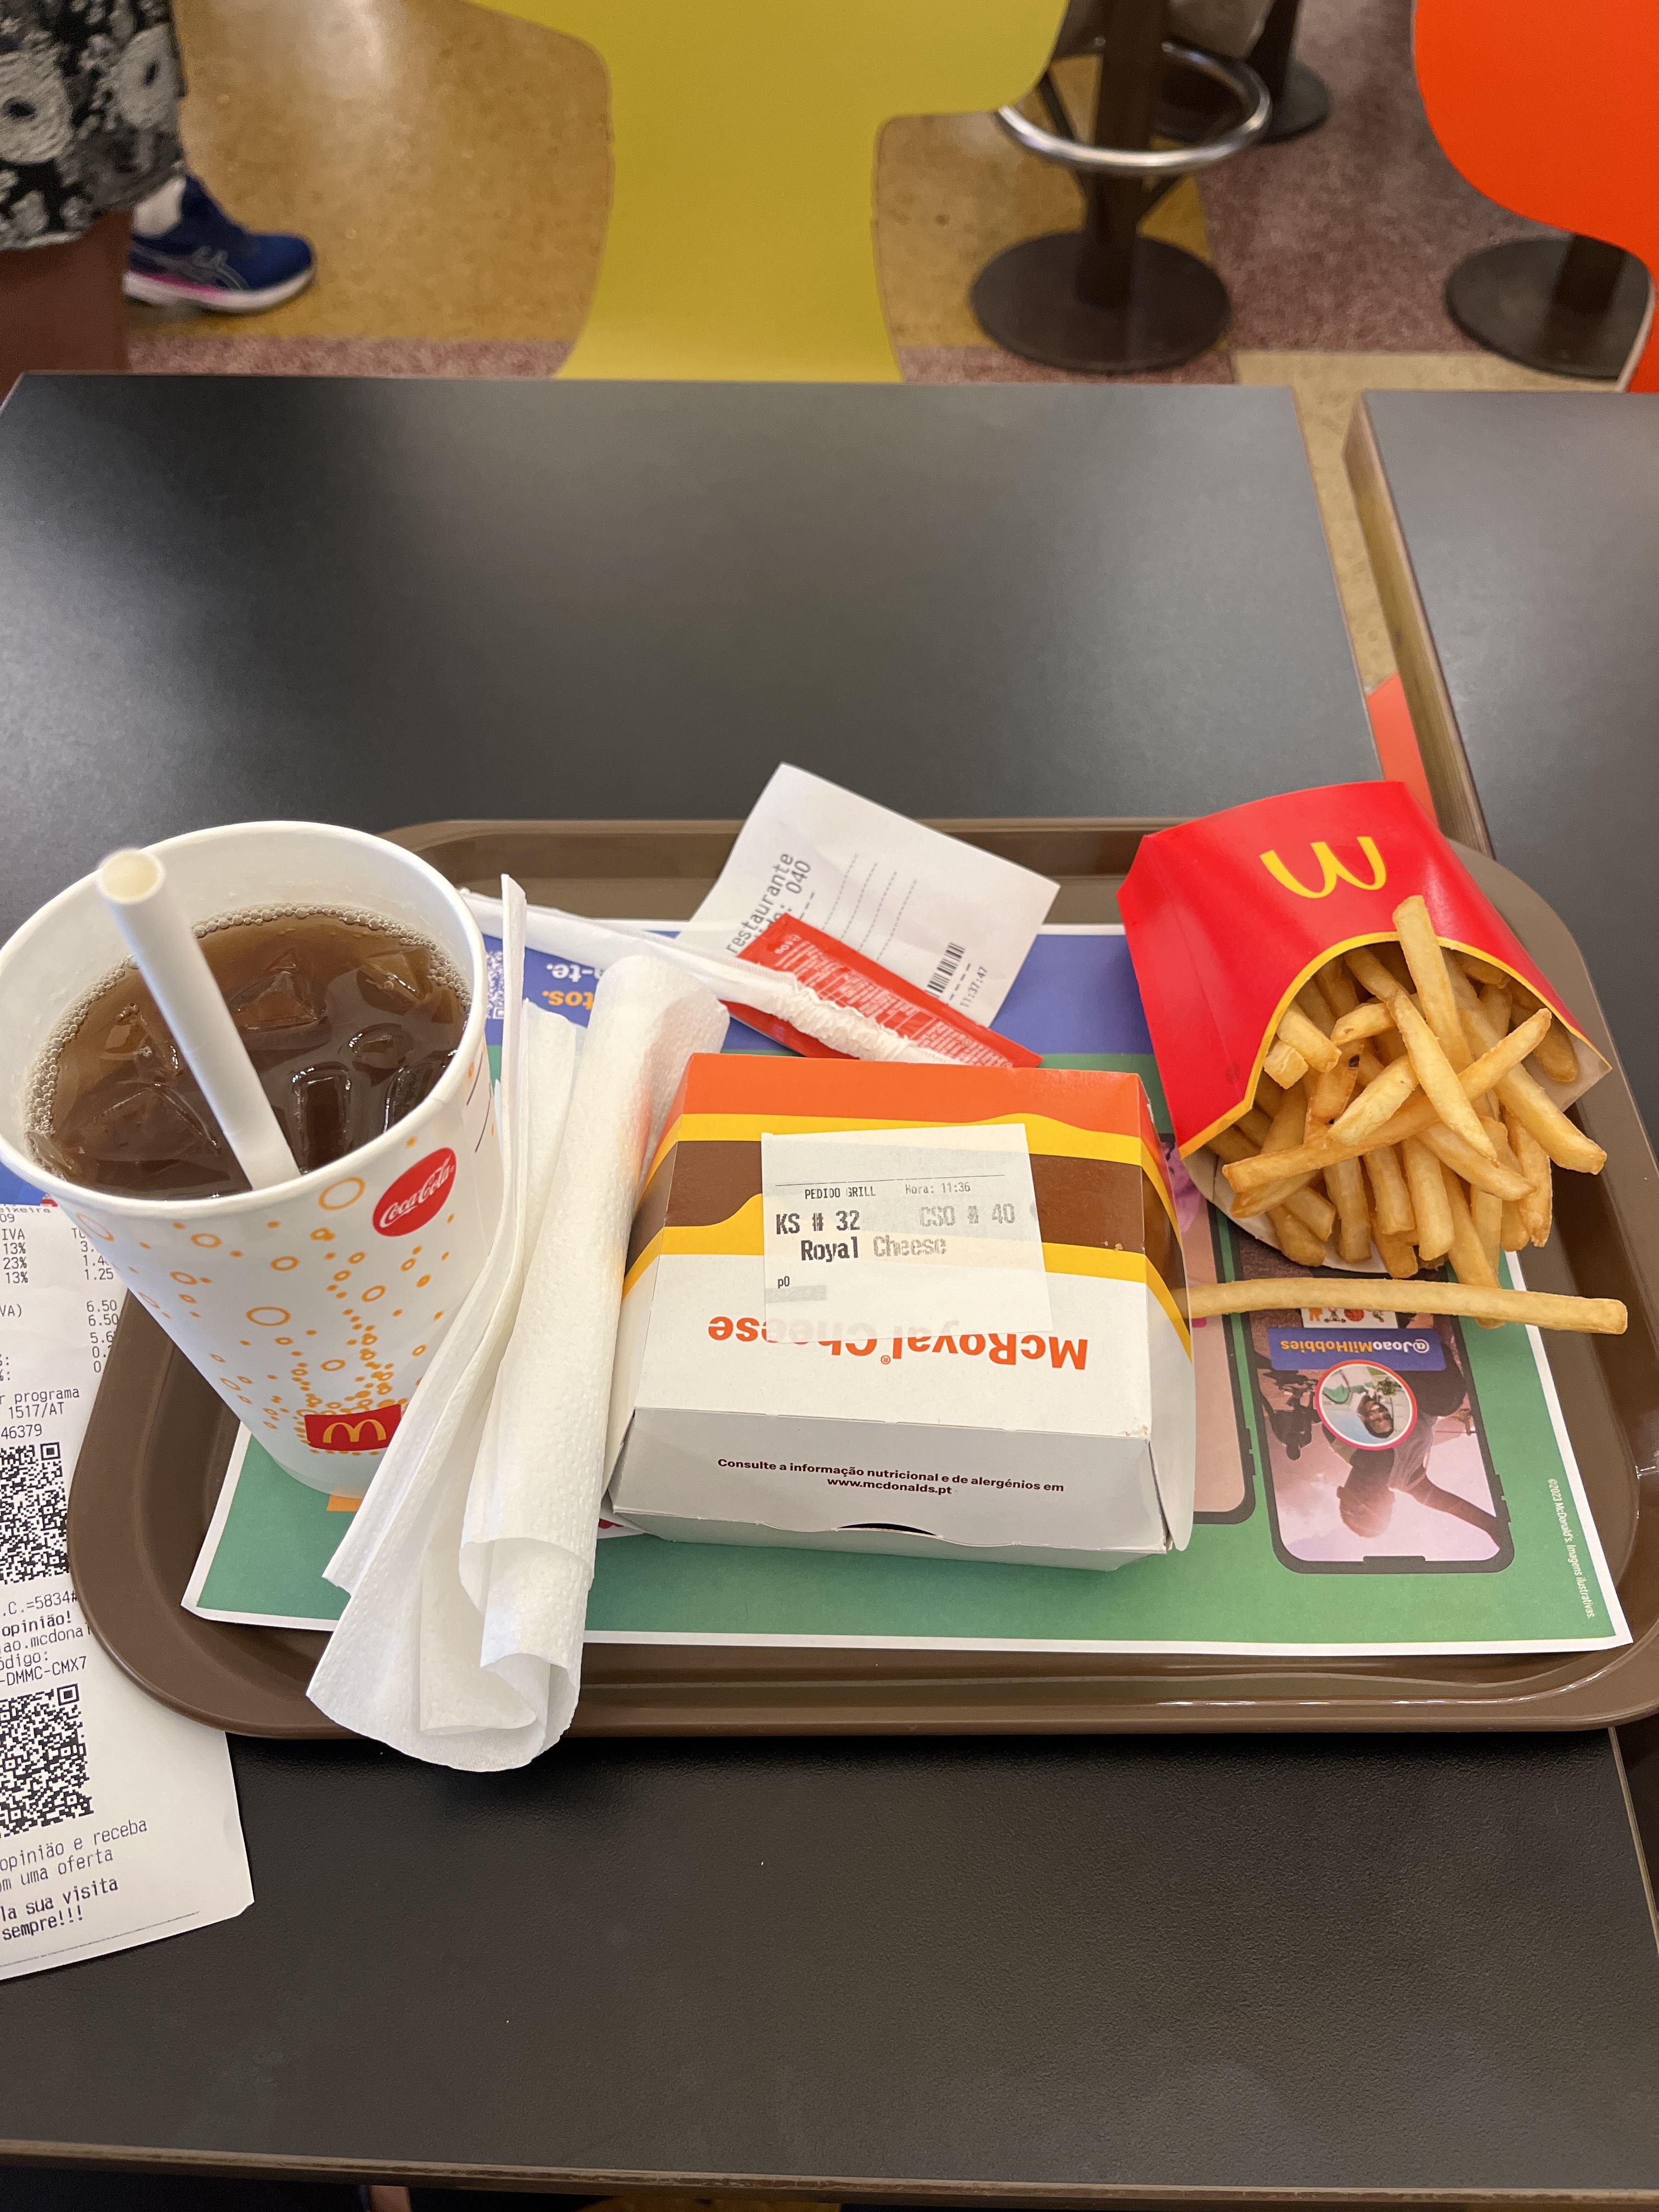 restaurante
: 040
11:37:47
-te.
tos.
Coca-Cola
PEDIDO GRILL Hora: 11:36
KS # 32 CSO # 40
Royal Cheese
p0
McRoyal® Cheese
Consulte a informação nutricional e de alergénios em
www.mcdonalds.pt
@JoaoMilHobbies
©2023 McDonald's. Imagens ilustrativas.
eixeira
09
IVA
13% 3.
23% 1.4
13% 1.25
VA) 6.50
6.50
5.6
0.
0
r programa
1517/AT
46379
.C.=5834#
opinião!
ao.mcdonal
ódigo:
-DMMC-CMX7
opinião e receba
om uma oferta
la sua visita
sempre!!!